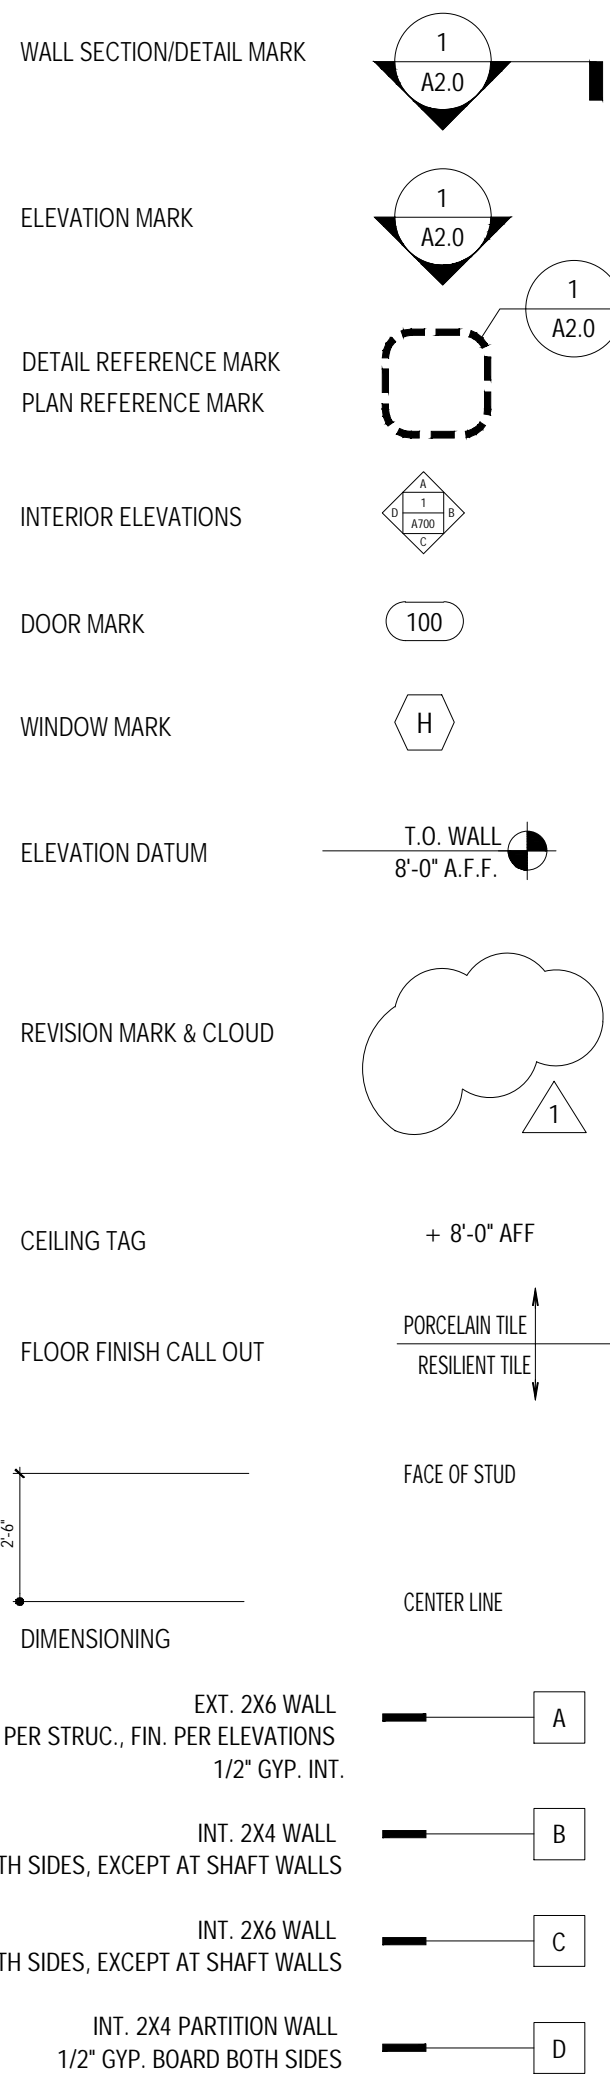 WALL SECTION/DETAIL MARK
1
A2.0
ELEVATION MARK
1
A2.0
1
A2.0
DETAIL REFERENCE MARK
PLAN REFERENCE MARK
INTERIOR ELEVATIONS
A
1
D
B
A700
C
DOOR MARK
100
WINDOW MARK
H
ELEVATION DATUM
T.O. WALL
8'-0" A.F.F.
REVISION MARK & CLOUD
1
CEILING TAG
+ 8'-0" AFF
FLOOR FINISH CALL OUT
PORCELAIN TILE
RESILIENT TILE
2'-6"
FACE OF STUD
CENTER LINE
DIMENSIONING
EXT. 2X6 WALL
PER STRUC., FIN. PER ELEVATIONS
1/2" GYP. INT.
A
INT. 2X4 WALL
SIDES, EXCEPT AT SHAFT WALLS
B
INT. 2X6 WALL
SIDES, EXCEPT AT SHAFT WALLS
C
INT. 2X4 PARTITION WALL
1/2" GYP. BOARD BOTH SIDES
D